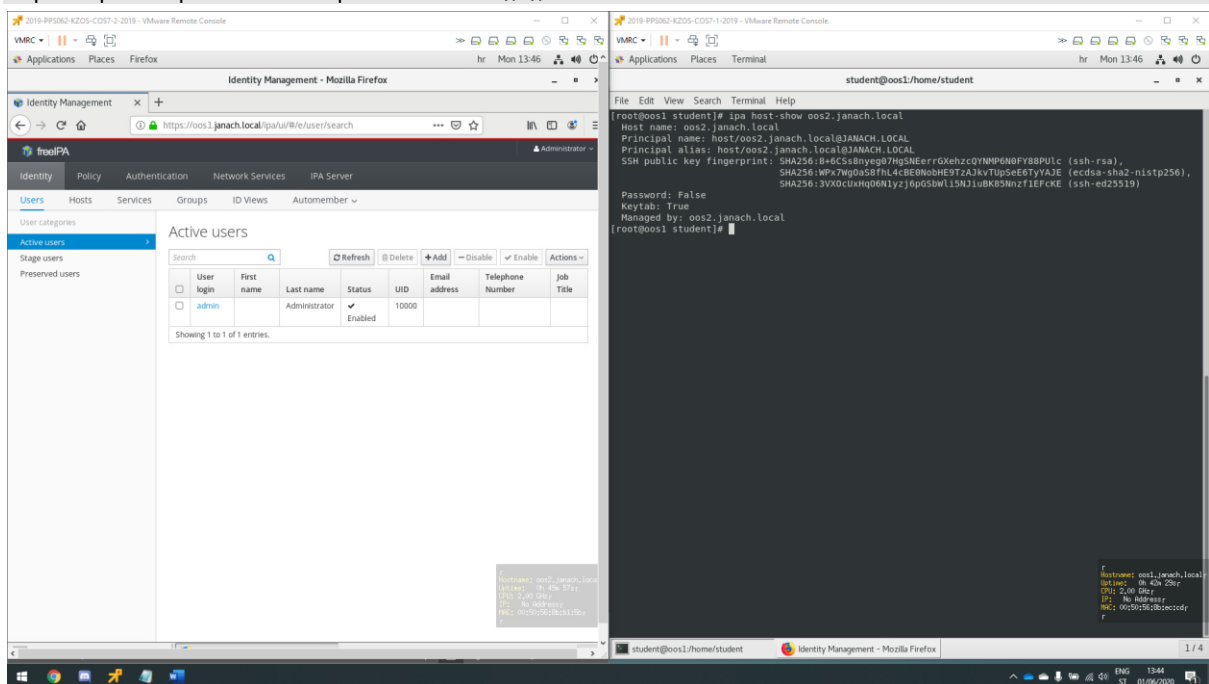 2019-PPS062-KZOS-COS7-2-2019 - VMware Remote Console
VMRC
Applications Places Firefox hr Mon 13:46
Identity Management - Mozilla Firefox
Identity Management
https://oos1.janach.local/ipa/ui/#/e/user/search
freeIPA Administrator
Identity Policy Authentication Network Services IPA Server
Users Hosts Services Groups ID Views Automember
User categories
Active users
Stage users
Preserved users
Active users
Search Refresh Delete Add Disable Enable Actions
User login First name Last name Status UID Email address Telephone Number Job Title
admin Administrator Enabled 10000
Showing 1 to 1 of 1 entries.
2019-PPS062-KZOS-COS7-1-2019 - VMware Remote Console
VMRC
Applications Places Terminal hr Mon 13:46
student@oos1:/home/student
File Edit View Search Terminal Help
[root@oos1 student]# ipa host-show oos2.janach.local
Host name: oos2.janach.local
Principal name: host/oos2.janach.local@JANACH.LOCAL
Principal alias: host/oos2.janach.local@JANACH.LOCAL
SSH public key fingerprint: SHA256:8+6CSs8nyeg07HgSNEerrGXehzcQYNMP6N0FY88PUlc (ssh-rsa),
SHA256:WPx7WgOaS8fhL4cBE0NobHE9TzAJkvTUpSeE6TyYAJE (ecdsa-sha2-nistp256),
SHA256:3VXOcUxHqO6N1yzj6pGSbWli5NJiuBK85Nnzf1EFcKE (ssh-ed25519)
Password: False
Keytab: True
Managed by: oos2.janach.local
[root@oos1 student]#
Hostname: oos1.janach.local
Uptime: 0h 42m 29s
CPU: 2,00 GHz
IP: No Address
student@oos1:/home/student
Identity Management - Mozilla Firefox
1 / 4
ENG 13:44
ST 01/06/2020